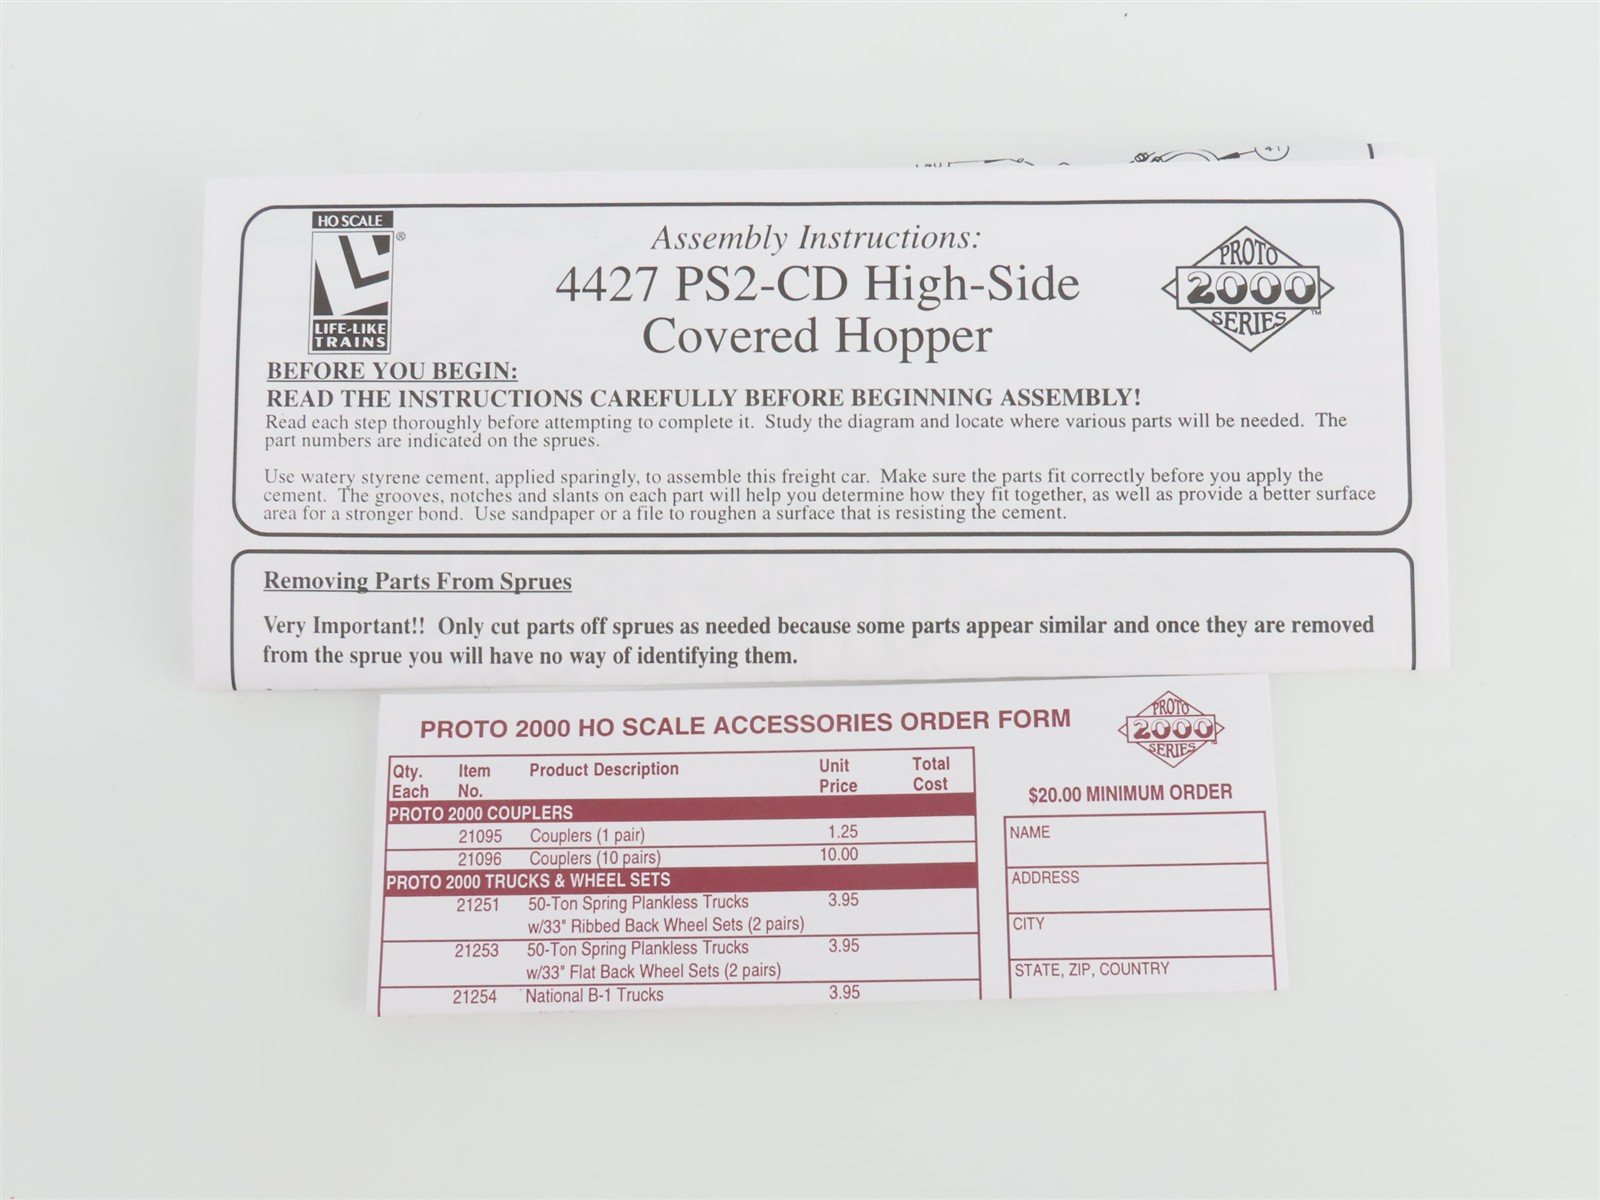 41
HO SCALE
LIFE-LIKE
TRAINS
®
Assembly Instructions:
4427 PS2-CD High-Side
Covered Hopper
PROTO
2000
SERIES
TM
BEFORE YOU BEGIN:
READ THE INSTRUCTIONS CAREFULLY BEFORE BEGINNING ASSEMBLY!
Read each step thoroughly before attempting to complete it. Study the diagram and locate where various parts will be needed. The
part numbers are indicated on the sprues.
Use watery styrene cement, applied sparingly, to assemble this freight car. Make sure the parts fit correctly before you apply the
cement. The grooves, notches and slants on each part will help you determine how they fit together, as well as provide a better surface
area for a stronger bond. Use sandpaper or a file to roughen a surface that is resisting the cement.
Removing Parts From Sprues
Very Important!! Only cut parts off sprues as needed because some parts appear similar and once they are removed
from the sprue you will have no way of identifying them.
PROTO 2000 HO SCALE ACCESSORIES ORDER FORM
PROTO
2000
SERIES
Qty. Each Item No. Product Description Unit Price Total Cost
PROTO 2000 COUPLERS
21095 Couplers (1 pair) 1.25
21096 Couplers (10 pairs) 10.00
PROTO 2000 TRUCKS & WHEEL SETS
21251 50-Ton Spring Plankless Trucks 3.95
w/33" Ribbed Back Wheel Sets (2 pairs)
21253 50-Ton Spring Plankless Trucks 3.95
w/33" Flat Back Wheel Sets (2 pairs)
21254 National B-1 Trucks 3.95
$20.00 MINIMUM ORDER
NAME
ADDRESS
CITY
STATE, ZIP, COUNTRY